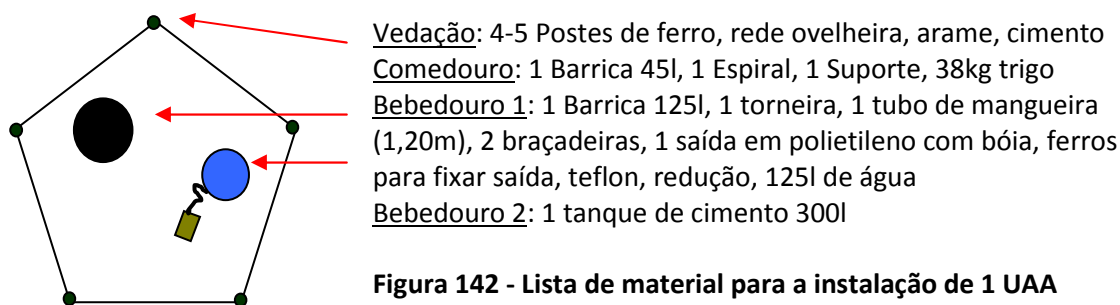 Vedação: 4-5 Postes de ferro, rede ovelheira, arame, cimento
Comedouro: 1 Barrica 45l, 1 Espiral, 1 Suporte, 38kg trigo
Bebedouro 1: 1 Barrica 125l, 1 torneira, 1 tubo de mangueira
(1,20m), 2 braçadeiras, 1 saída em polietileno com bóia, ferros
para fixar saída, teflon, redução, 125l de água
Bebedouro 2: 1 tanque de cimento 300l
Figura 142 - Lista de material para a instalação de 1 UAA